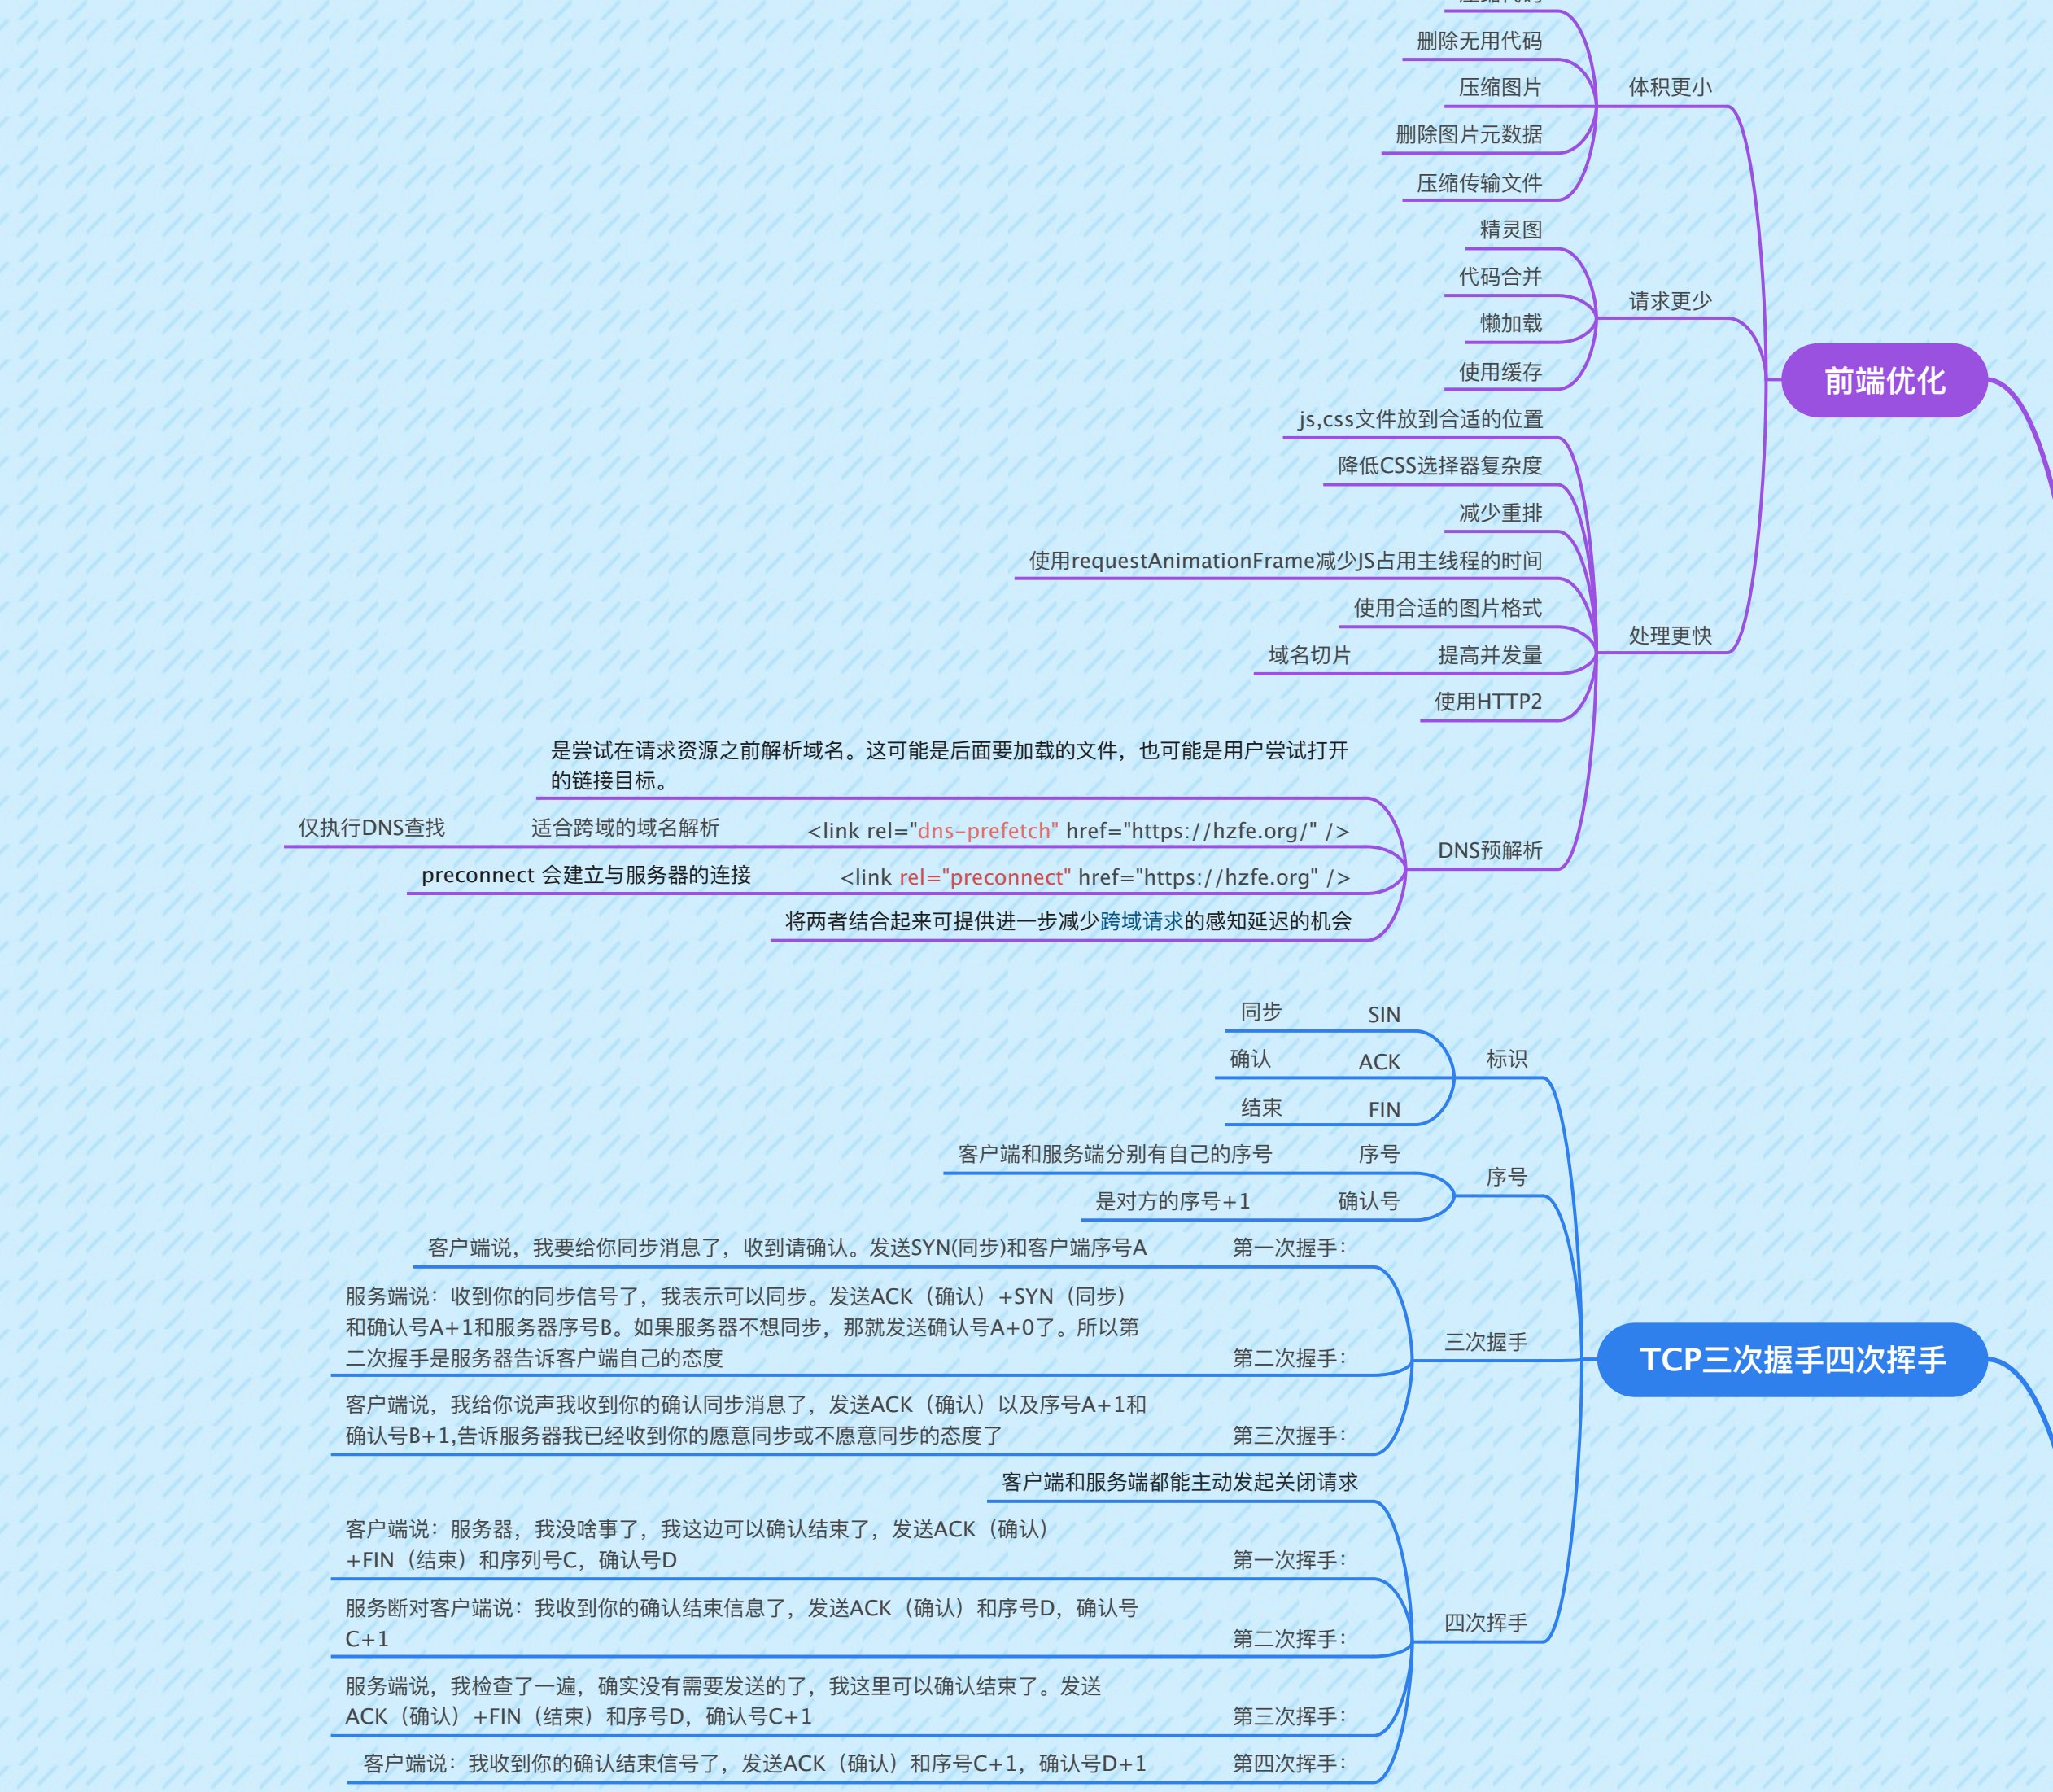 删除无用代码
压缩图片
体积更小
删除图片元数据
压缩传输文件
精灵图
代码合并
请求更少
懒加载
使用缓存
前端优化
js,css文件放到合适的位置
降低CSS选择器复杂度
减少重排
使用requestAnimationFrame减少JS占用主线程的时间
使用合适的图片格式
处理更快
域名切片 提高并发量
使用HTTP2
是尝试在请求资源之前解析域名。这可能是后面要加载的文件，也可能是用户尝试打开
的链接目标。
仅执行DNS查找 适合跨域的域名解析 <link rel="dns-prefetch" href="https://hzfe.org/" />
DNS预解析
preconnect 会建立与服务器的连接 <link rel="preconnect" href="https://hzfe.org" />
将两者结合起来可提供进一步减少跨域请求的感知延迟的机会
同步 SIN
确认 ACK
标识
结束 FIN
客户端和服务端分别有自己的序号 序号
序号
是对方的序号+1 确认号
客户端说，我要给你同步消息了，收到请确认。发送SYN(同步)和客户端序号A 第一次握手：
服务端说：收到你的同步信号了，我表示可以同步。发送ACK（确认）+SYN（同步）
和确认号A+1和服务器序号B。如果服务器不想同步，那就发送确认号A+0了。所以第
二次握手是服务器告诉客户端自己的态度 第二次握手：
三次握手
TCP三次握手四次挥手
客户端说，我给你说声我收到你的确认同步消息了，发送ACK（确认）以及序号A+1和
确认号B+1,告诉服务器我已经收到你的愿意同步或不愿意同步的态度了 第三次握手：
客户端和服务端都能主动发起关闭请求
客户端说：服务器，我没啥事了，我这边可以确认结束了，发送ACK（确认）
+FIN（结束）和序列号C，确认号D 第一次挥手：
服务断对客户端说：我收到你的确认结束信息了，发送ACK（确认）和序号D，确认号
C+1 第二次挥手：
四次挥手
服务端说，我检查了一遍，确实没有需要发送的了，我这里可以确认结束了。发送
ACK（确认）+FIN（结束）和序号D，确认号C+1 第三次挥手：
客户端说：我收到你的确认结束信号了，发送ACK（确认）和序号C+1，确认号D+1 第四次挥手：